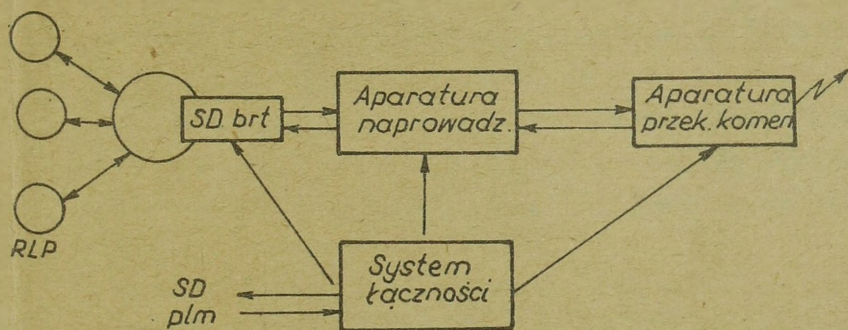 SD brt
Aparatura
naprowadz.
Aparatura
przek. komen
RLP
System
łączności
SD
plm